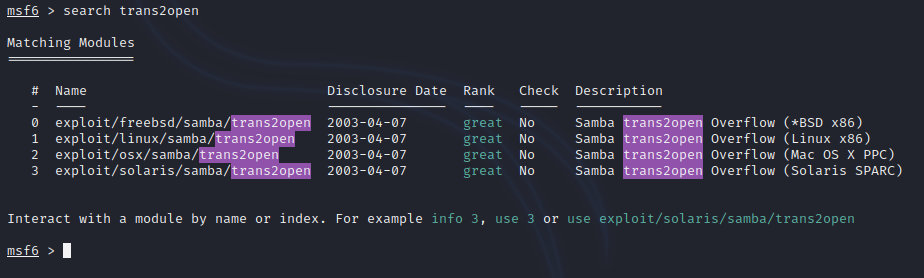 msf6 > search trans2open
Matching Modules
================
# Name Disclosure Date Rank Check Description
- ---- --------------- ---- ----- -----------
0 exploit/freebsd/samba/trans2open 2003-04-07 great No Samba trans2open Overflow (*BSD x86)
1 exploit/linux/samba/trans2open 2003-04-07 great No Samba trans2open Overflow (Linux x86)
2 exploit/osx/samba/trans2open 2003-04-07 great No Samba trans2open Overflow (Mac OS X PPC)
3 exploit/solaris/samba/trans2open 2003-04-07 great No Samba trans2open Overflow (Solaris SPARC)
Interact with a module by name or index. For example info 3, use 3 or use exploit/solaris/samba/trans2open
msf6 >